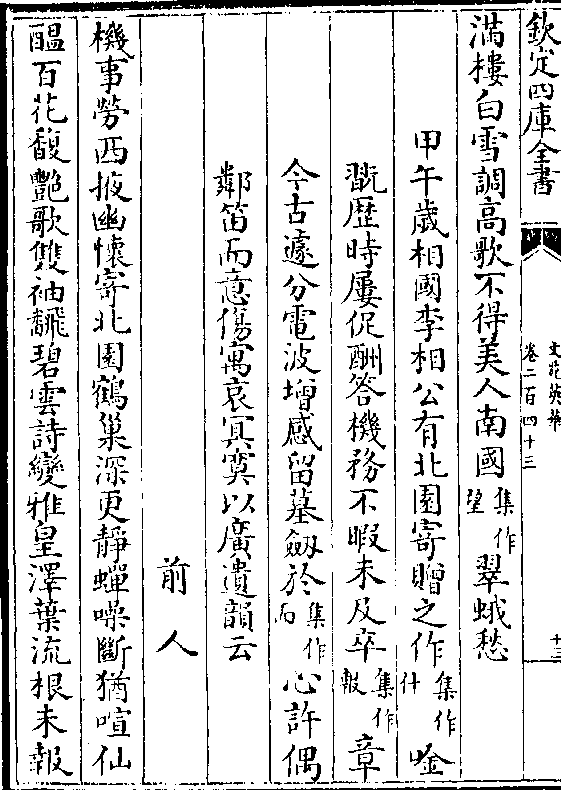 欽定四庫全書
文苑英華
卷二百四十三
十三
滿樓白雪調高歌不得美人南國集作望翠蛾愁
甲午歲相國李相公有北園寄贈之作集作什唫
翫歴時屢促酬答機務不暇未及卒集作報章
今古遽分電波增感留墓劒於集作而心許偶
鄰笛而意傷寓哀冥寞以廣遺韻云
前人
機事勞西掖幽懷寄北園鶴巢深更靜蟬噪斷猶喧仙
醖百花馥艷歌雙袖飜碧雲詩變雅皇澤葉流根未報